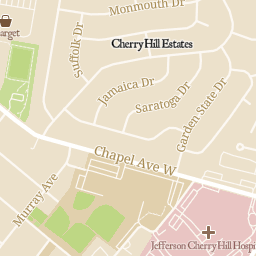 Monmouth Dr
Suffolk Dr
Cherry Hill Estates
arget
Jamaica Dr
Saratoga Dr
Garden State Dr
Chapel Ave W
Murray Ave
Jefferson Cherry Hill Hospi